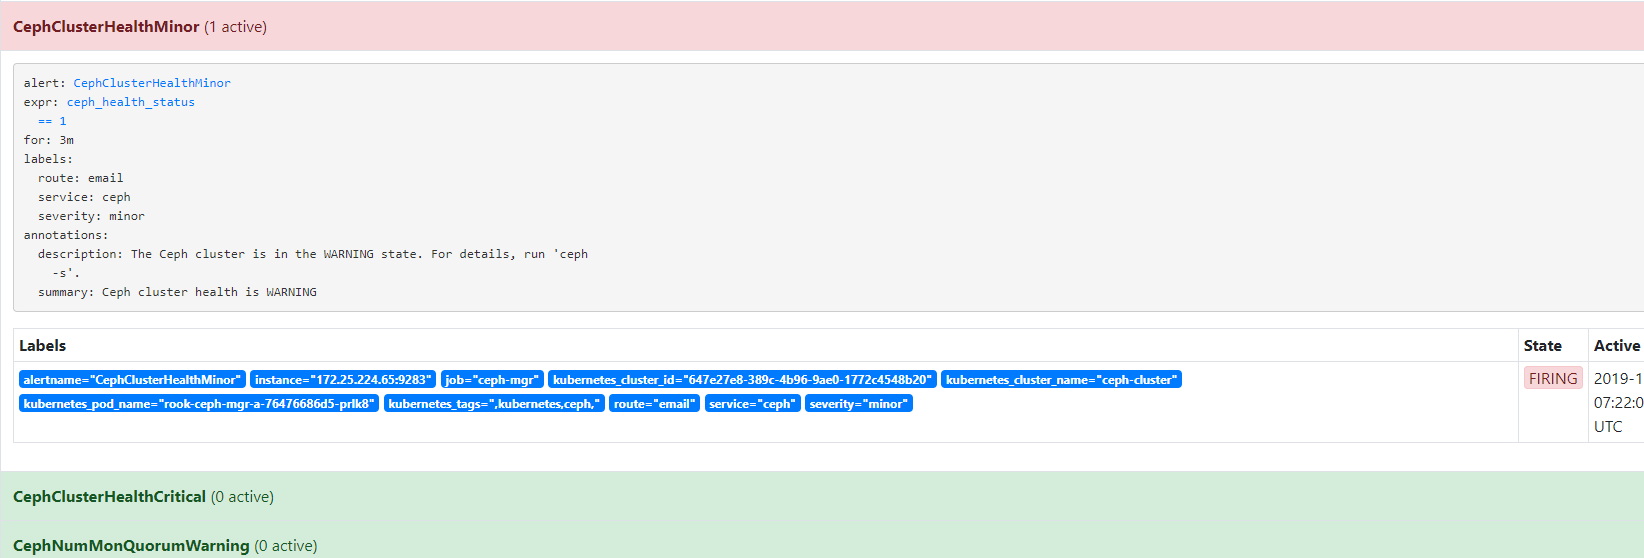 CephClusterHealthMinor (1 active)
alert: CephClusterHealthMinor
expr: ceph_health_status
== 1
for: 3m
labels:
route: email
service: ceph
severity: minor
annotations:
description: The Ceph cluster is in the WARNING state. For details, run 'ceph
-s'.
summary: Ceph cluster health is WARNING
Labels State Active
alertname="CephClusterHealthMinor" instance="172.25.224.65:9283" job="ceph-mgr" kubernetes_cluster_id="647e27e8-389c-4b96-9ae0-1772c4548b20" kubernetes_cluster_name="ceph-cluster" FIRING 2019-1
kubernetes_pod_name="rook-ceph-mgr-a-76476686d5-prlk8" kubernetes_tags=",kubernetes,ceph," route="email" service="ceph" severity="minor" 07:22:0
UTC
CephClusterHealthCritical (0 active)
CephNumMonQuorumWarning (0 active)